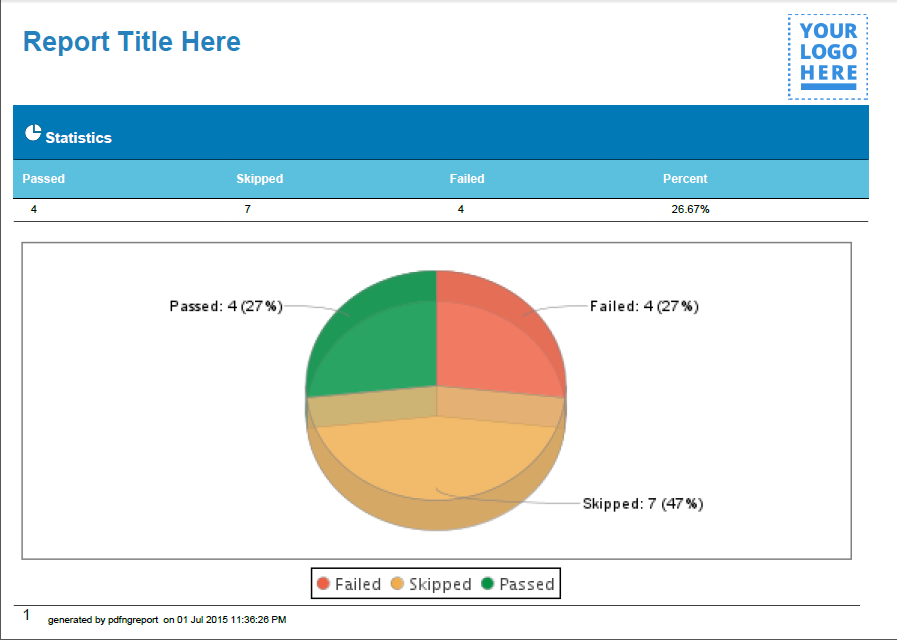 Report Title Here
YOUR
LOGO
HERE
Statistics
Passed Skipped Failed Percent
4 7 4 26.67%
Passed: 4 (27%)
Failed: 4 (27%)
Skipped: 7 (47%)
Failed Skipped Passed
1 generated by pdfngreport on 01 Jul 2015 11:36:26 PM